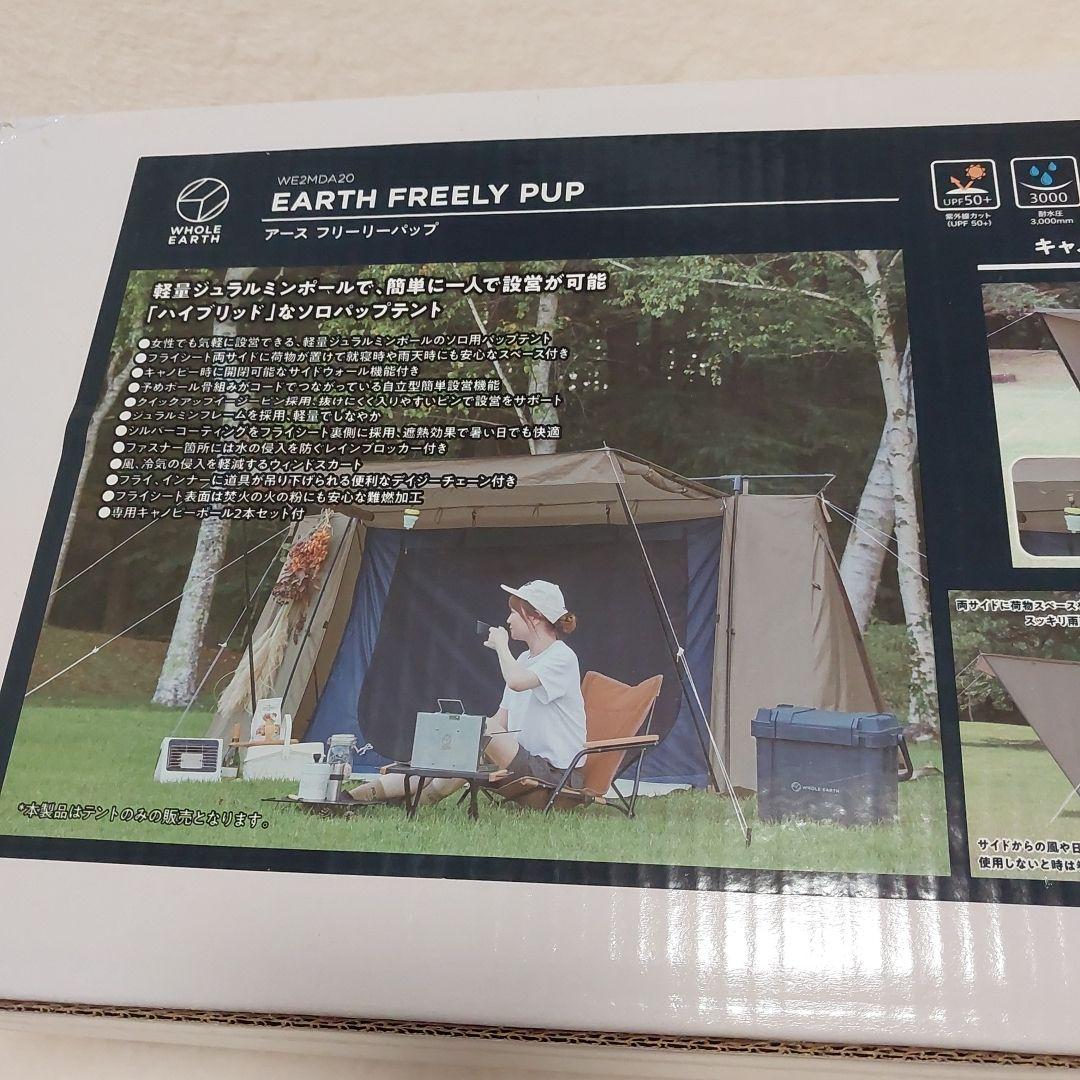 WHOLE
EARTH
WE2MDA20
EARTH FREELY PUP
アース フリーリーパップ
UPF50+
紫外線カット
(UPF 50+)
3000
耐水圧
3,000mm
軽量ジュラルミンポールで、簡単に一人で設営が可能
「ハイブリッド」なソロパップテント
●女性でも気軽に設営できる、軽量ジュラルミンポールのソロ用パップテント
●フライシート両サイドに荷物が置けて就寝時や雨天時にも安心なスペース付き
●キャノピー時に開閉可能なサイドウォール機能付き
●予めポール骨組みがコードでつながっている自立型簡単設営機能
●クイックアップイージーピン採用、抜けにくく入りやすいピンで設営をサポート
●ジュラルミンフレームを採用、軽量でしなやか
●シルバーコーティングをフライシート裏側に採用、遮熱効果で暑い日でも快適
●ファスナー箇所には水の侵入を防ぐレインブロッカー付き
●風、冷気の侵入を軽減するウィンドスカート
●フライ、インナーに道具が吊り下げられる便利なデイジーチェーン付き
●フライシート表面は焚火の火の粉にも安心な難燃加工
●専用キャノピーポール2本セット付
WHOLE EARTH
*本製品はテントのみの販売となります。
キャ
両サイドに荷物スペース
スッキリ雨
サイドからの風や日
使用しないと時は